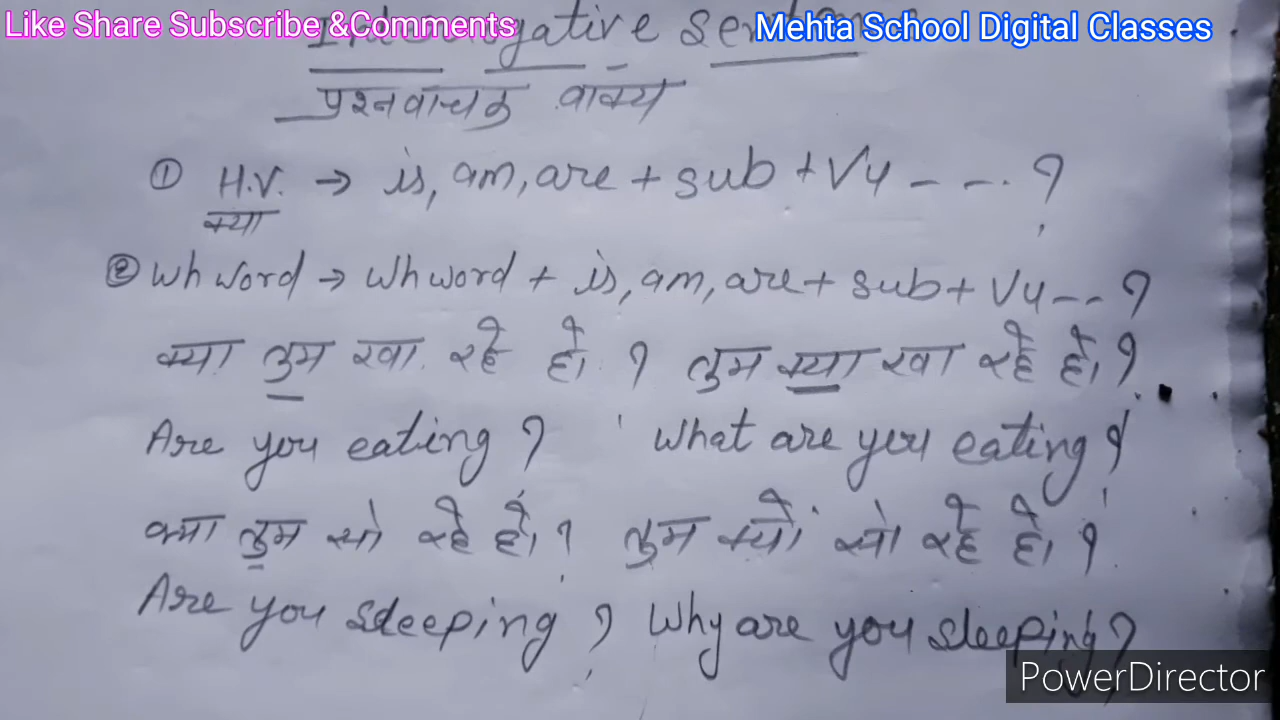 Like Share Subscribe &Comments
Mehta School Digital Classes
Interrogative Sentence
प्रश्नवाचक वाक्य
① H.V. → is, am, are + sub + V4 - - . ?
क्या
② Wh word → Wh word + is, am, are + sub + V4 -- ?
क्या तुम खा रहे हो ? तुम क्या खा रहे हो ?
Are you eating ? What are you eating ?
क्या तुम सो रहे हो ? तुम क्यों सो रहे हो ?
Are you sleeping ? Why are you sleeping ?
PowerDirector